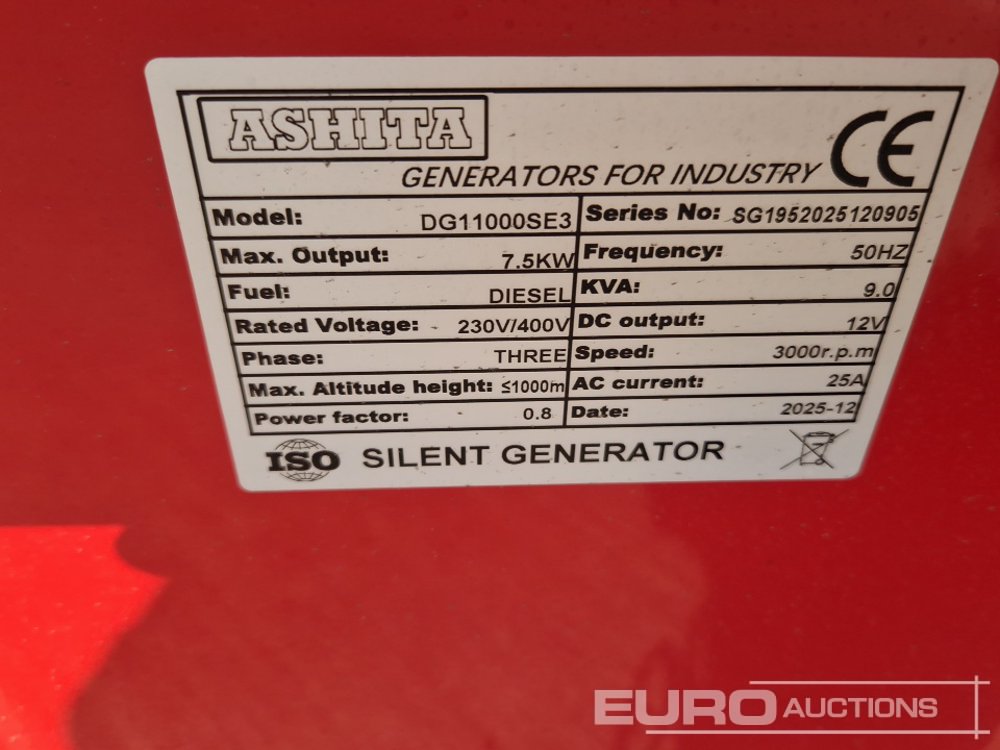 ASHITA
CE
GENERATORS FOR INDUSTRY
Model: DG11000SE3 Series No: SG1952025120905
Max. Output: 7.5KW Frequency: 50HZ
Fuel: DIESEL KVA: 9.0
Rated Voltage: 230V/400V DC output: 12V
Phase: THREE Speed: 3000r.p.m
Max. Altitude height: ≤1000m AC current: 25A
Power factor: 0.8 Date: 2025-12
ISO SILENT GENERATOR
EURO AUCTIONS